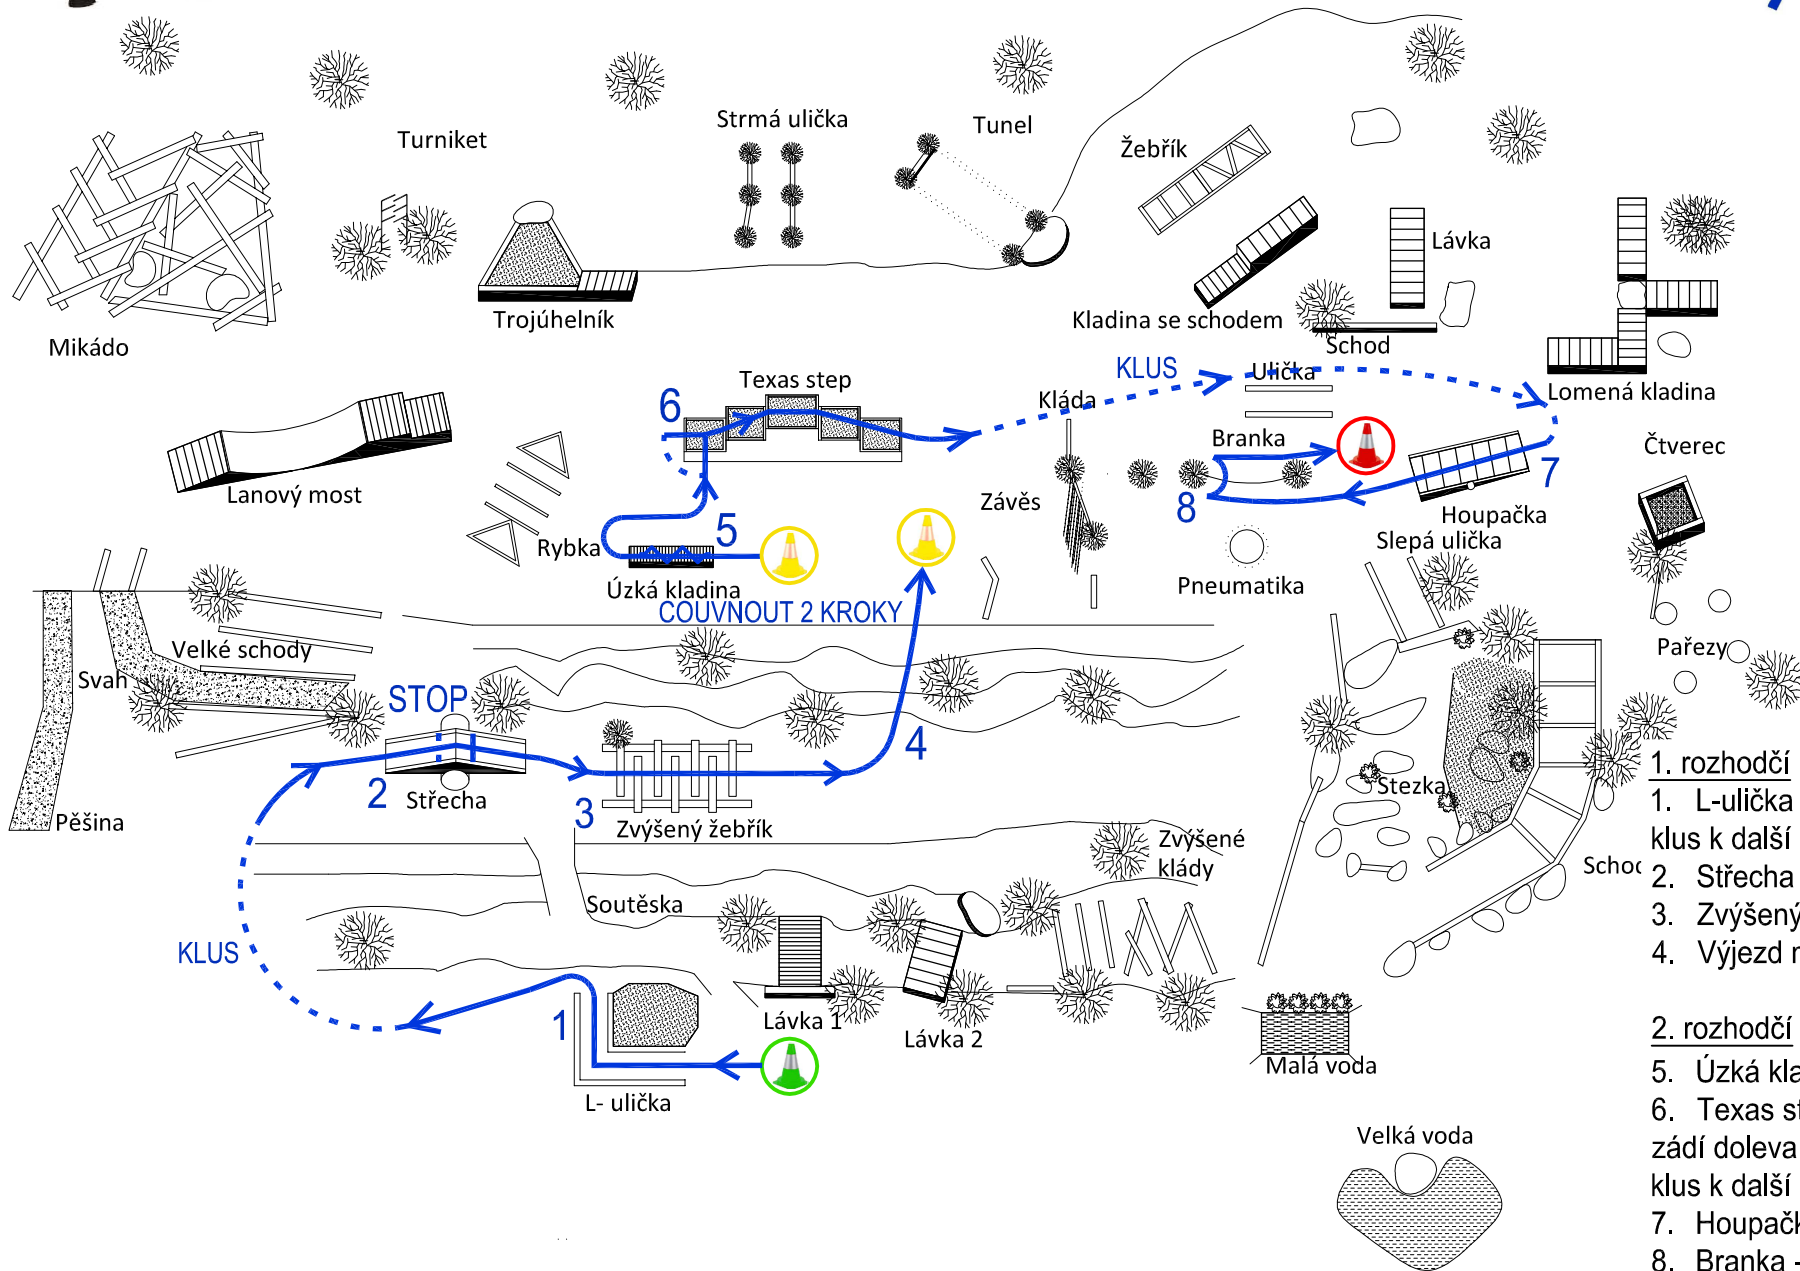 Strmá ulička
Tunel
Turniket
Žebřík
Lávka
Mikádo
Trojúhelník
Kladina se schodem
Schod
Lomená kladina
KLUS
Ulička
Texas step
6
Kláda
Branka
Čtverec
7
Lanový most
Závěs
8
Houpačka
5
Rybka
Slepá ulička
Úzká kladina
Pneumatika
COUVNOUT 2 KROKY
Velké schody
Svah
Pařezy
STOP
4
2
Střecha
3
Zvýšený žebřík
Pěšina
Stezka
Zvýšené
klády
Soutěska
Schod
KLUS
1
Lávka 1
Lávka 2
L- ulička
Malá voda
Velká voda
1. rozhodčí
1. L-ulička
klus k další
2. Střecha
3. Zvýšený
4. Výjezd
2. rozhodčí
5. Úzká
6. Texas
zádí doleva
klus k další
7.
8. Branka -